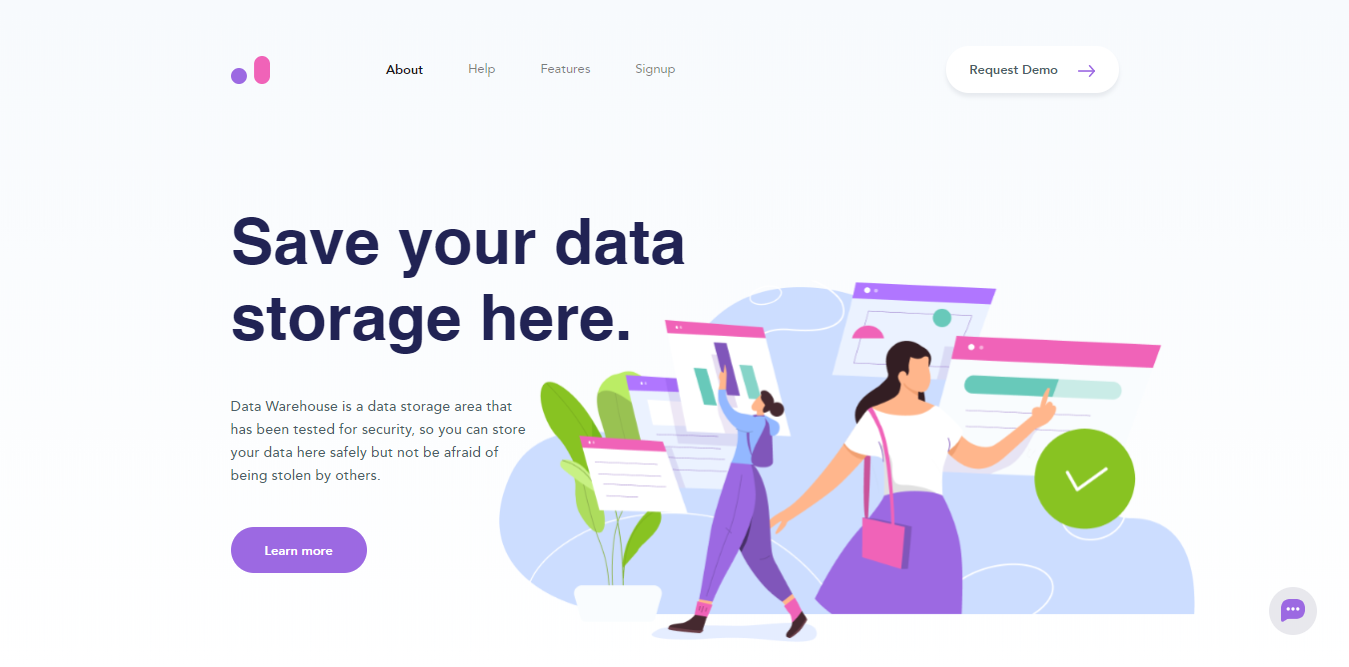 About
Help
Features
Signup
Request Demo
Save your data
storage here.
Data Warehouse is a data storage area that
has been tested for security, so you can store
your data here safely but not be afraid of
being stolen by others.
Learn more